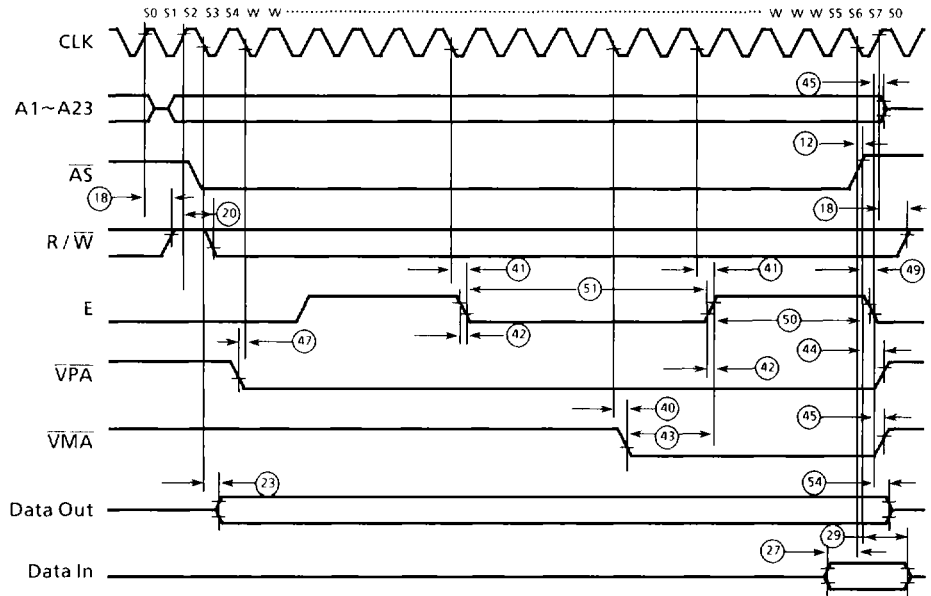 S0 S1 S2 S3 S4 W W W W W S5 S6 S7 S0
CLK
45
A1~A23
12
AS
18
20
18
R / W
41
41
49
51
E
50
47
42
44
VPA
42
40
45
43
VMA
23
54
Data Out
29
27
Data In